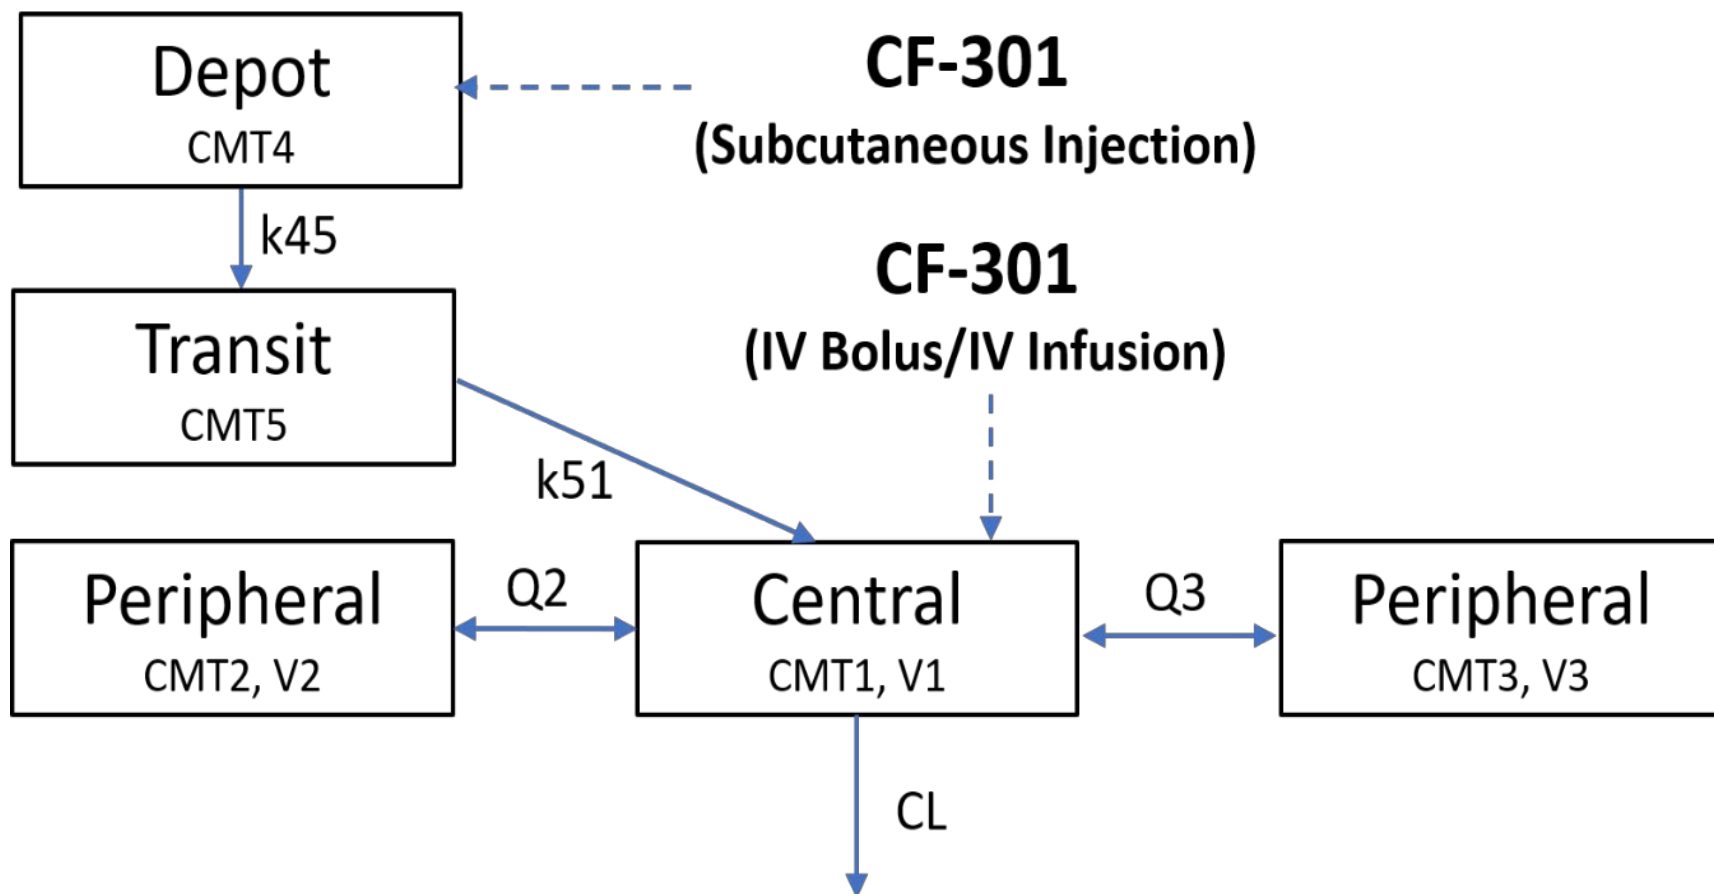 Depot
CMT4
CF-301
(Subcutaneous Injection)
k45
CF-301
(IV Bolus/IV Infusion)
Transit
CMT5
k51
Peripheral
CMT2, V2
Q2
Central
CMT1, V1
Q3
Peripheral
CMT3, V3
CL